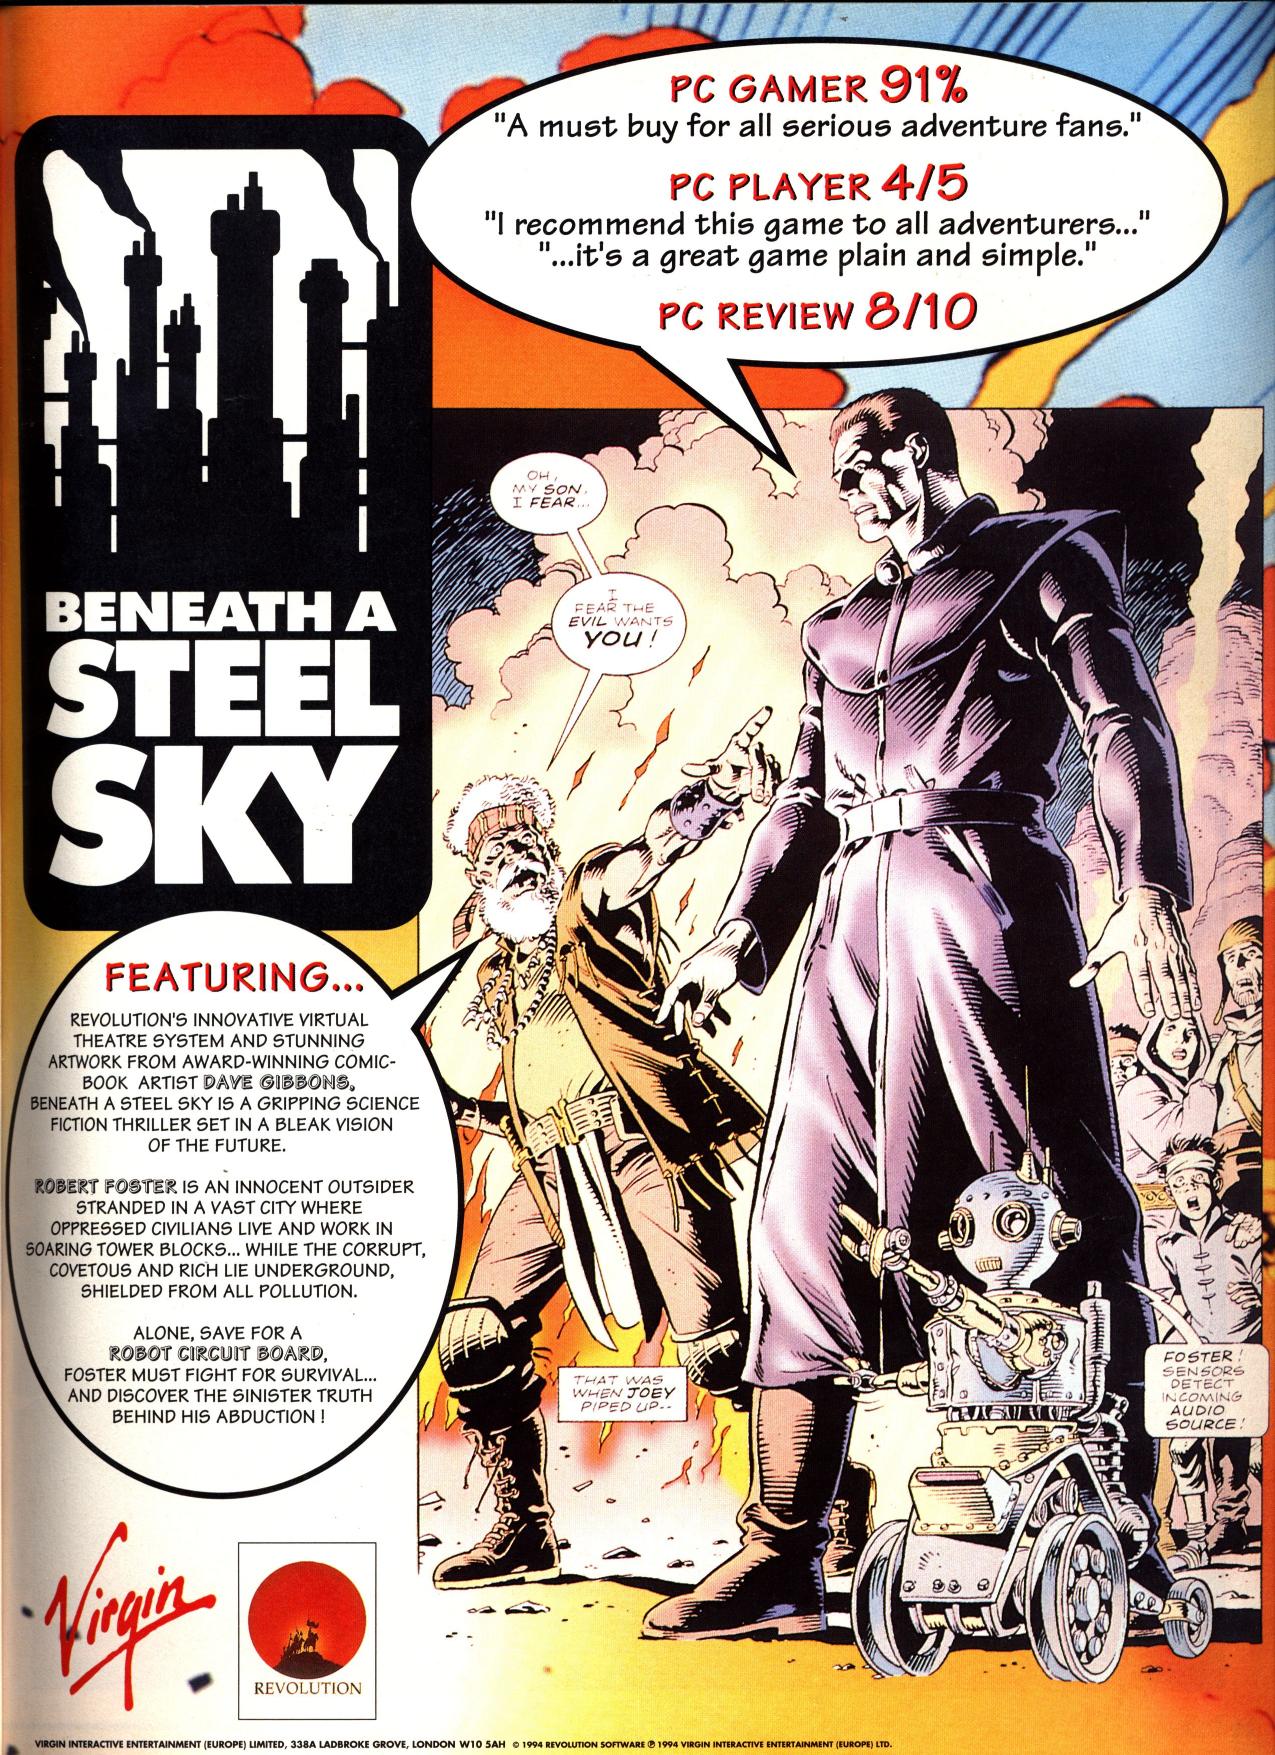 PC GAMER 91%
"A must buy for all serious adventure fans."
PC PLAYER 4/5
"I recommend this game to all adventurers..."
"...it's a great game plain and simple."
PC REVIEW 8/10
BENEATH A
STEEL
SKY
OH,
MY SON,
I FEAR...
I
FEAR THE
EVIL WANTS
YOU!
FEATURING...
REVOLUTION'S INNOVATIVE VIRTUAL
THEATRE SYSTEM AND STUNNING
ARTWORK FROM AWARD-WINNING COMIC-
BOOK ARTIST DAVE GIBBONS,
BENEATH A STEEL SKY IS A GRIPPING SCIENCE
FICTION THRILLER SET IN A BLEAK VISION
OF THE FUTURE.
ROBERT FOSTER IS AN INNOCENT OUTSIDER
STRANDED IN A VAST CITY WHERE
OPPRESSED CIVILIANS LIVE AND WORK IN
SOARING TOWER BLOCKS... WHILE THE CORRUPT,
COVETOUS AND RICH LIE UNDERGROUND,
SHIELDED FROM ALL POLLUTION.
ALONE, SAVE FOR A
ROBOT CIRCUIT BOARD,
FOSTER MUST FIGHT FOR SURVIVAL...
AND DISCOVER THE SINISTER TRUTH
BEHIND HIS ABDUCTION !
THAT WAS
WHEN JOEY
PIPED UP--
FOSTER!
SENSORS
DETECT
INCOMING
AUDIO
SOURCE!
Virgin
REVOLUTION
VIRGIN INTERACTIVE ENTERTAINMENT (EUROPE) LIMITED, 338A LADBROKE GROVE, LONDON W10 5AH © 1994 REVOLUTION SOFTWARE ℗ 1994 VIRGIN INTERACTIVE ENTERTAINMENT (EUROPE) LTD.